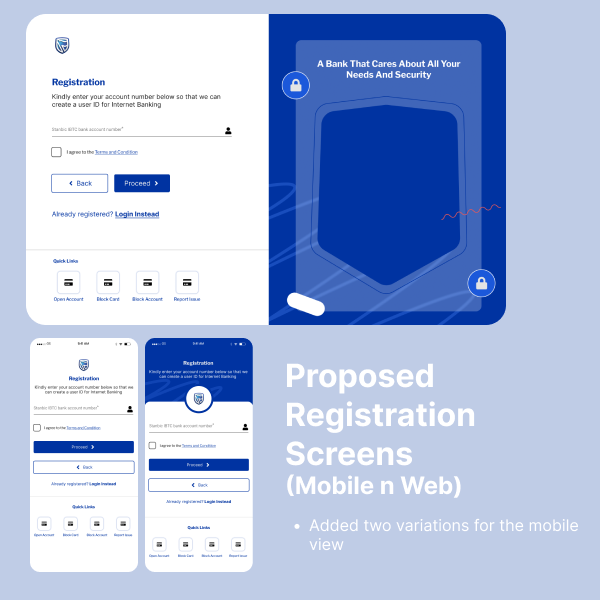 Registration
Kindly enter your account number below so that we can
create a user ID for Internet Banking
Stanbic IBTC bank account number*
I agree to the Terms and Condition
Back
Proceed
Already registered? Login Instead
Quick Links
Open Account
Block Card
Block Account
Report Issue
A Bank That Cares About All Your
Needs And Security
9:41 AM
Registration
Kindly enter your account number below so that we
can create a user ID for Internet Banking
Stanbic IBTC bank account number*
I agree to the Terms and Condition
Proceed
Back
Already registered? Login Instead
Quick Links
Open Account
Block Card
Block Account
Report Issue
9:41 AM
Registration
Kindly enter your account number below so that we
can create a user ID for Internet Banking
Stanbic IBTC bank account number*
I agree to the Terms and Condition
Proceed
Back
Already registered? Login Instead
Quick Links
Open Account
Block Card
Block Account
Report Issue
Proposed
Registration
Screens
(Mobile n Web)
• Added two variations for the mobile
view